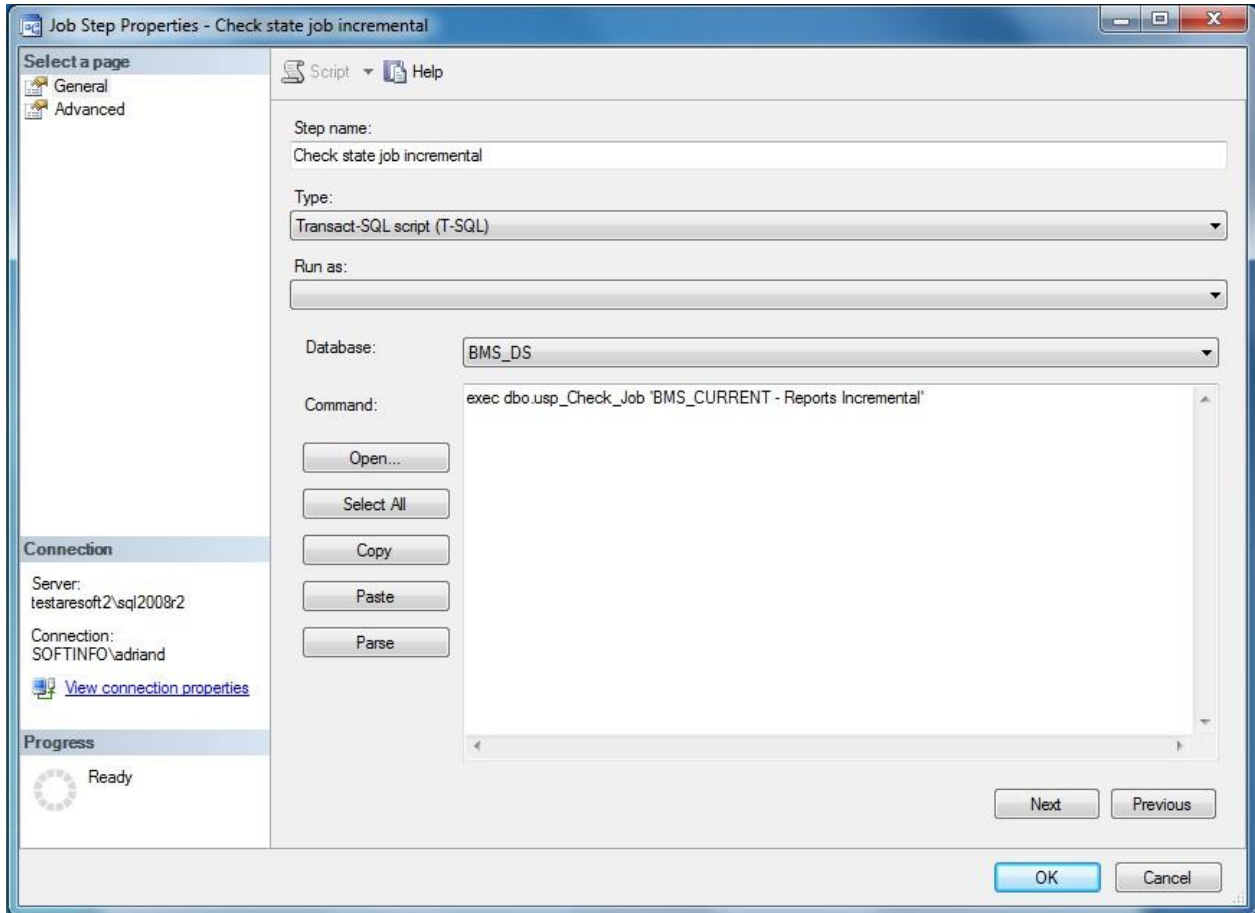 Job Step Properties - Check state job incremental
Select a page
General
Advanced
Script
Help
Step name:
Check state job incremental
Type:
Transact-SQL script (T-SQL)
Run as:
Database:
BMS_DS
Command:
exec dbo.usp_Check_Job 'BMS_CURRENT - Reports Incremental'
Open...
Select All
Copy
Paste
Parse
Connection
Server:
testaresoft2\sql2008r2
Connection:
SOFTINFO\adriand
View connection properties
Progress
Ready
Next
Previous
OK
Cancel